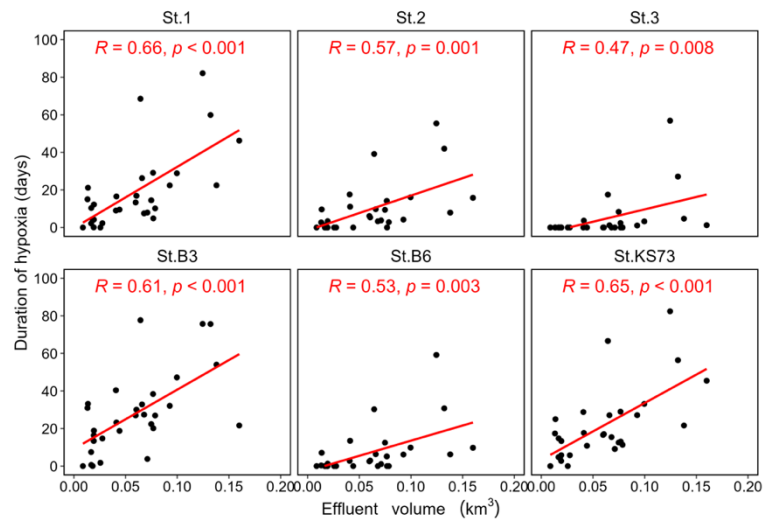 St.1 St.2 St.3
R = 0.66, p < 0.001 R = 0.57, p = 0.001 R = 0.47, p = 0.008
100
80
60
40
20
0
St.B3 St.B6 St.KS73
R = 0.61, p < 0.001 R = 0.53, p = 0.003 R = 0.65, p < 0.001
100
80
60
40
20
0
Duration of hypoxia (days)
0.00 0.05 0.10 0.15 0.20 0.00 0.05 0.10 0.15 0.20 0.00 0.05 0.10 0.15 0.20
Effluent volume (km³)